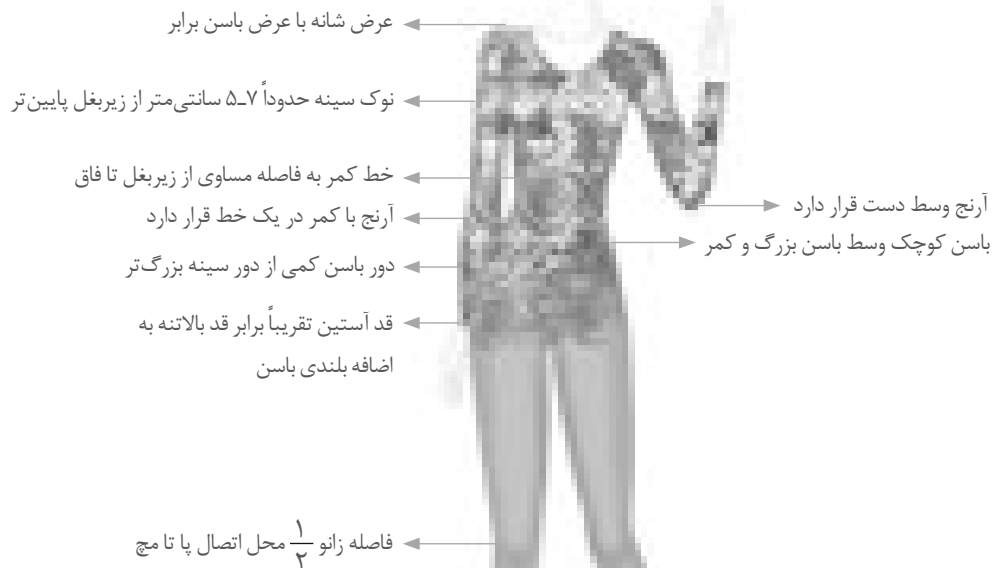 عرض شانه با عرض باسن برابر
نوک سینه حدوداً ۷ـ۵ سانتی‌متر از زیربغل پایین‌تر
خط کمر به فاصله مساوی از زیربغل تا فاق
آرنج وسط دست قرار دارد
آرنج با کمر در یک خط قرار دارد
باسن کوچک وسط باسن بزرگ و کمر
دور باسن کمی از دور سینه بزرگ‌تر
قد آستین تقریباً برابر قد بالاتنه به
اضافه بلندی باسن
فاصله زانو ۱/۲ محل اتصال پا تا مچ